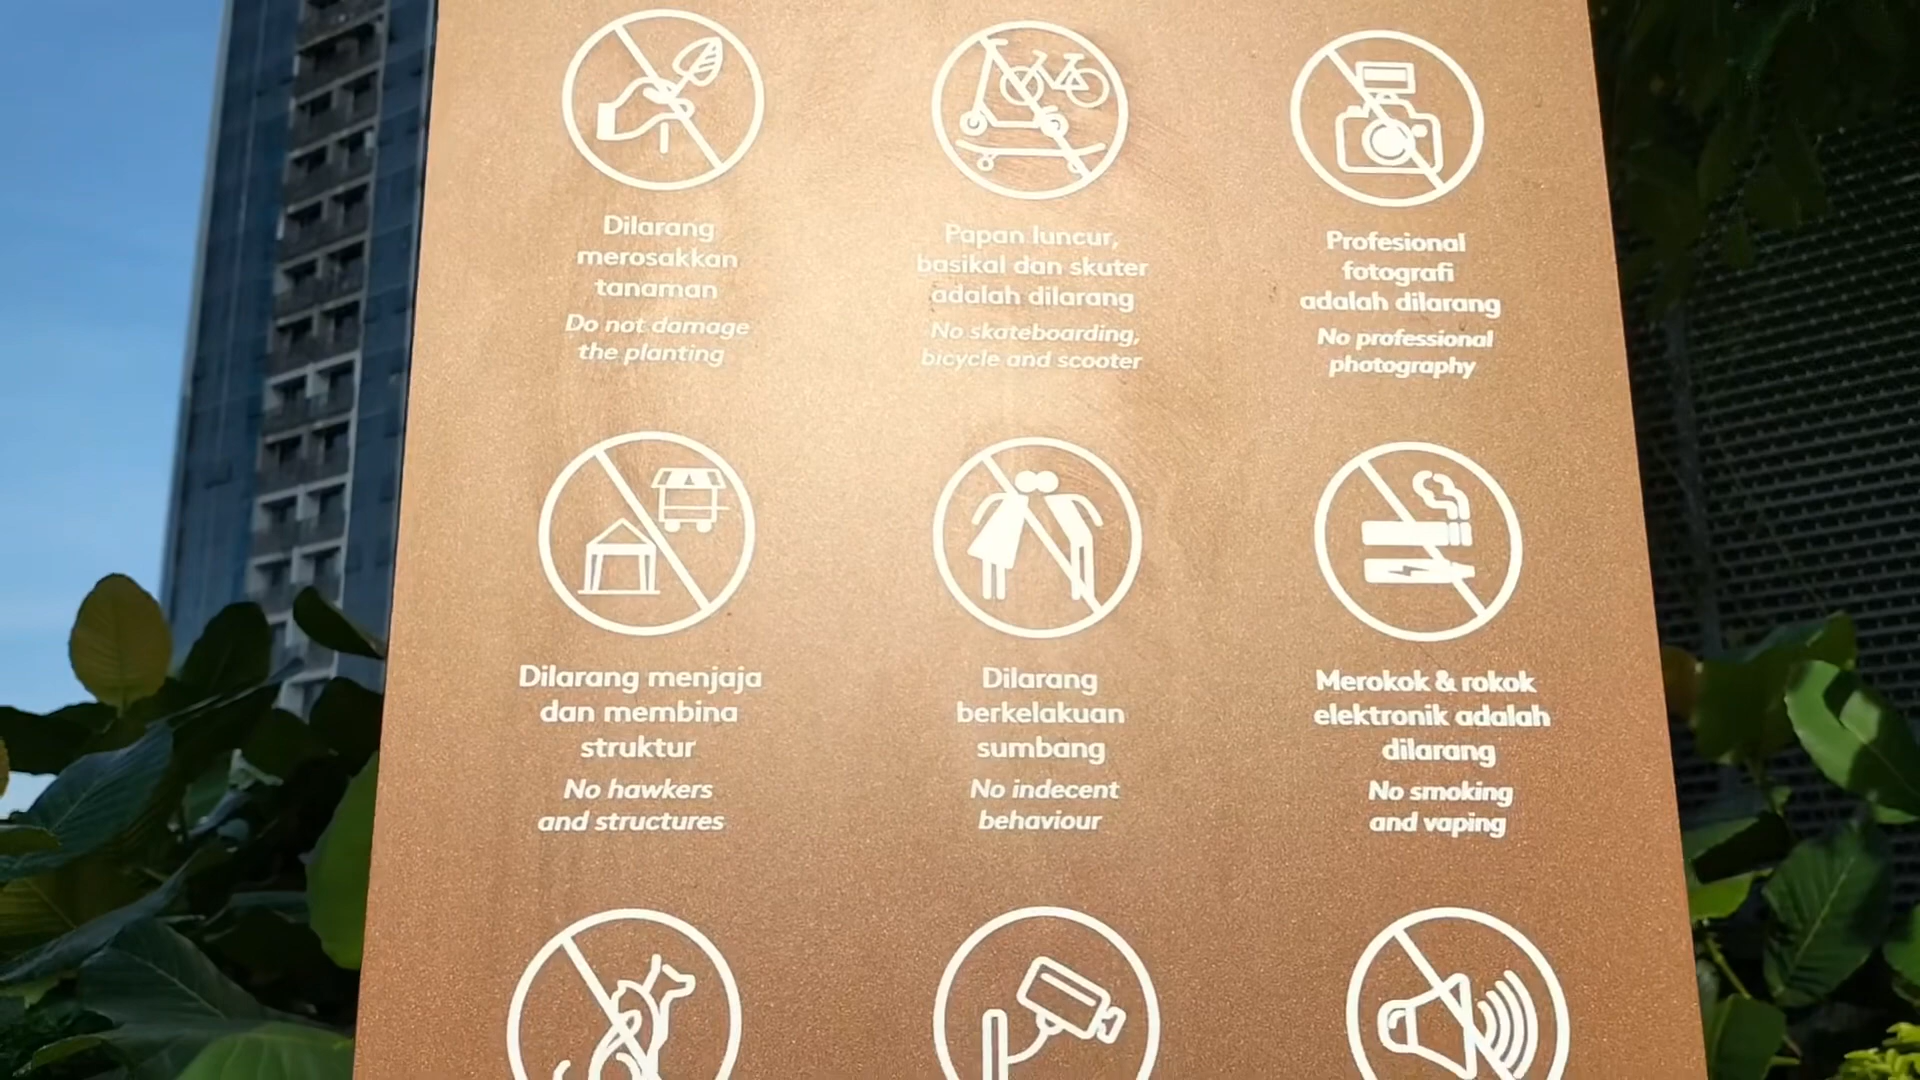 Dilarang
merosakkan
tanaman
Do not damage
the planting
Papan luncur,
basikal dan skuter
adalah dilarang
No skateboarding,
bicycle and scooter
Profesional
fotografi
adalah dilarang
No professional
photography
Dilarang menjaja
dan membina
struktur
No hawkers
and structures
Dilarang
berkelakuan
sumbang
No indecent
behaviour
Merokok & rokok
elektronik adalah
dilarang
No smoking
and vaping